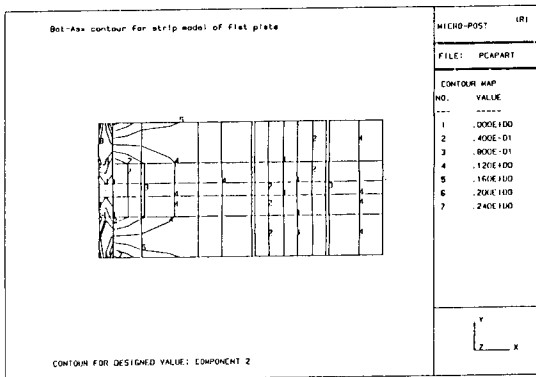 Bot-Asx contour for strip model of flat plate
MICRO-POST (R)
FILE: PCAPART
CONTOUR MAP
NO. VALUE
1 .000E+00
2 .400E-01
3 .800E-01
4 .120E+00
5 .160E+00
6 .200E+00
7 .240E+00
Y
Z X
CONTOUR FOR DESIGNED VALUE: COMPONENT 2